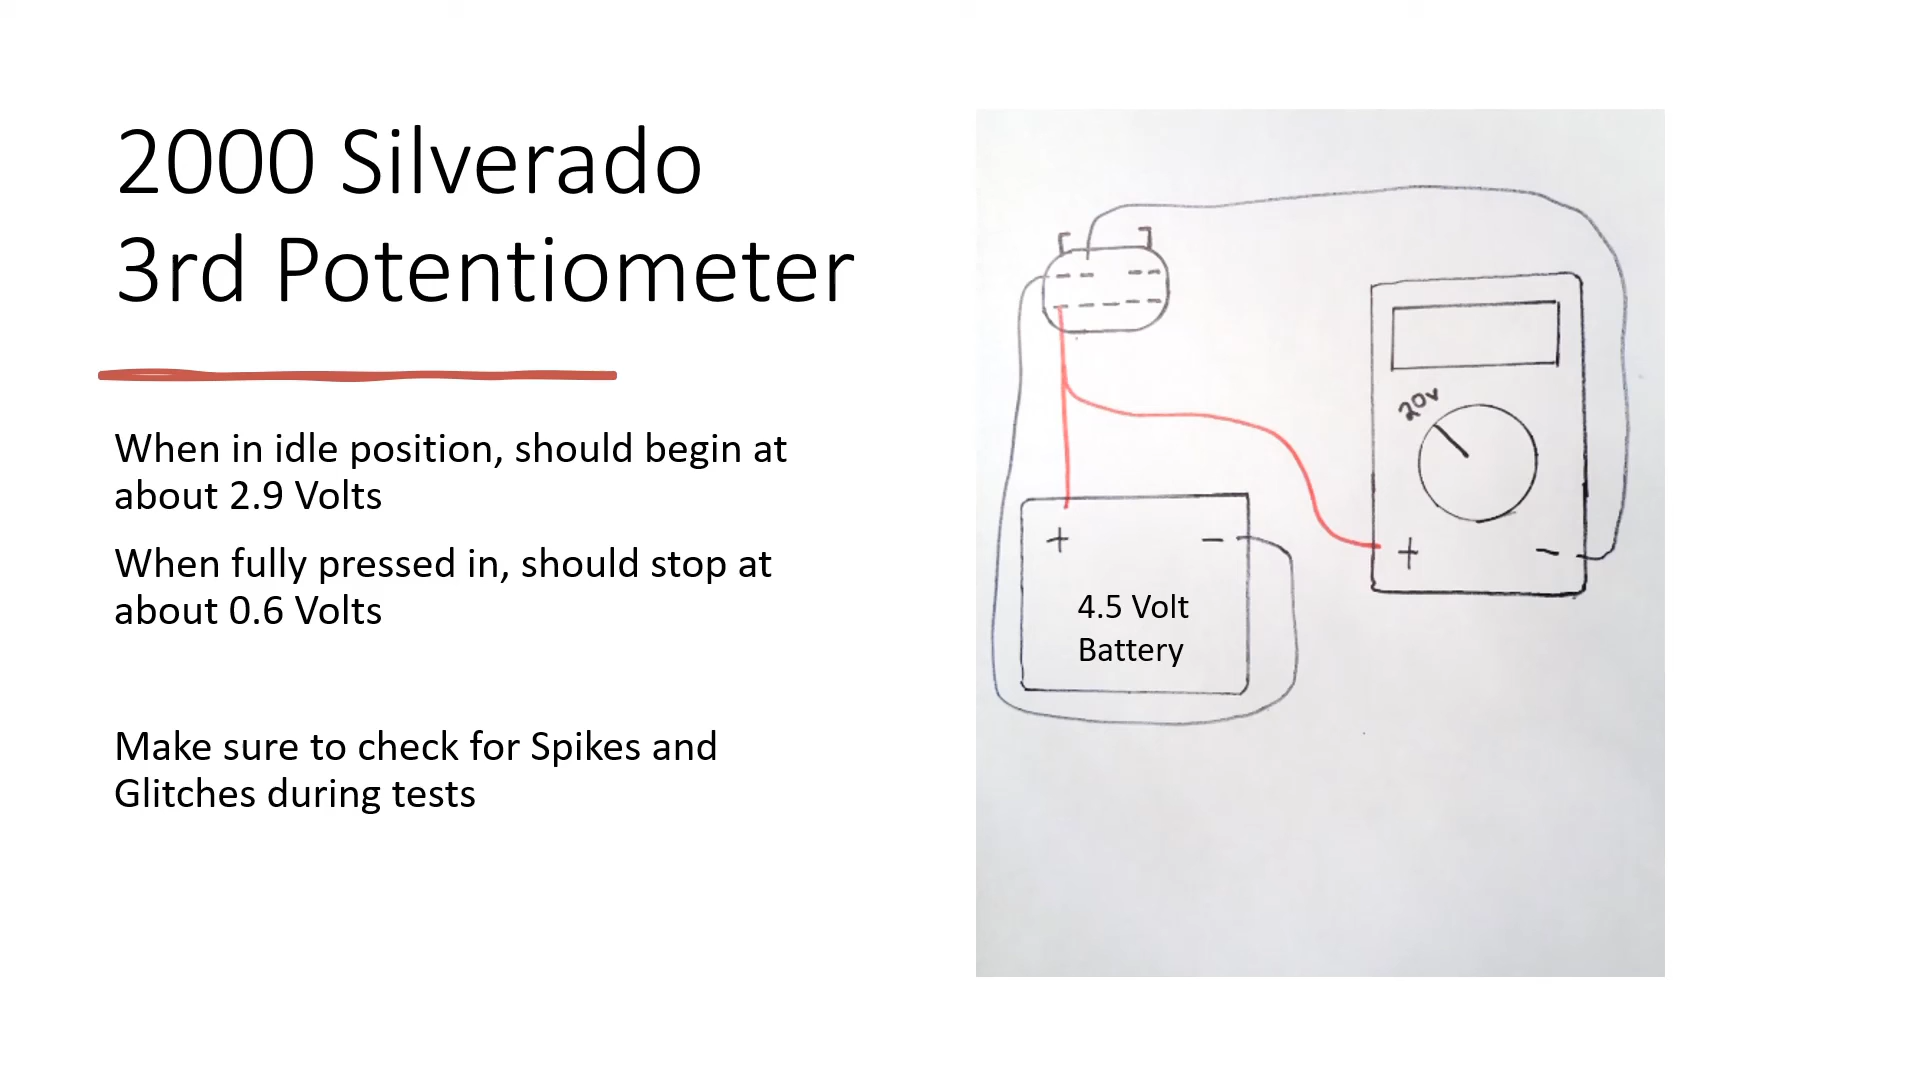 2000 Silverado
3rd Potentiometer
When in idle position, should begin at
about 2.9 Volts
When fully pressed in, should stop at
about 0.6 Volts
Make sure to check for Spikes and
Glitches during tests
20v
+ -
4.5 Volt
Battery
+ -